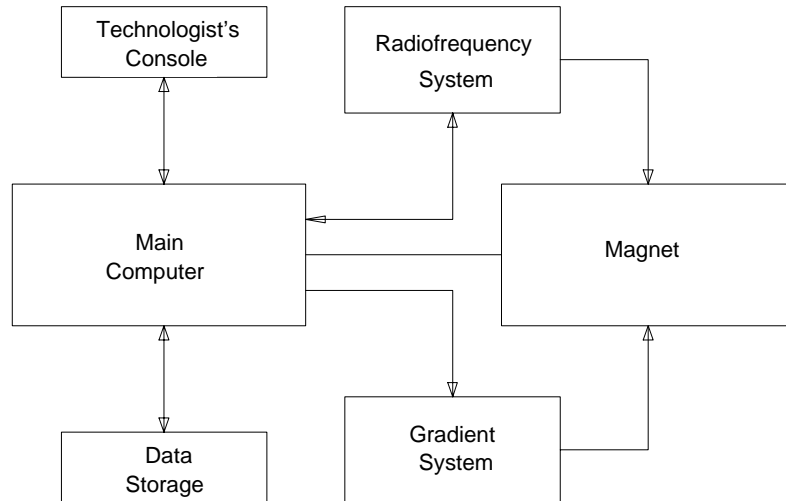 Technologist's
Console
Radiofrequency
System
Main
Computer
Magnet
Data
Storage
Gradient
System